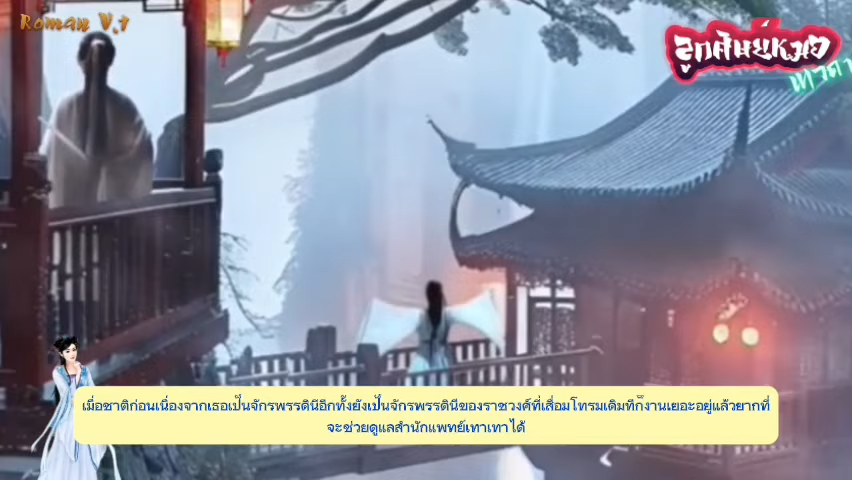 Roman V.1
ลูกศิษย์หมอ
เทวดา
เมื่อชาติก่อนเนื่องจากเธอเป็นจักรพรรดินีอีกทั้งยังเป็นจักรพรรดินีของราชวงศ์ที่เสื่อมโทรมเดิมทีก็งานเยอะอยู่แล้วยากที่
จะช่วยดูแลสำนักแพทย์เทาเทาได้